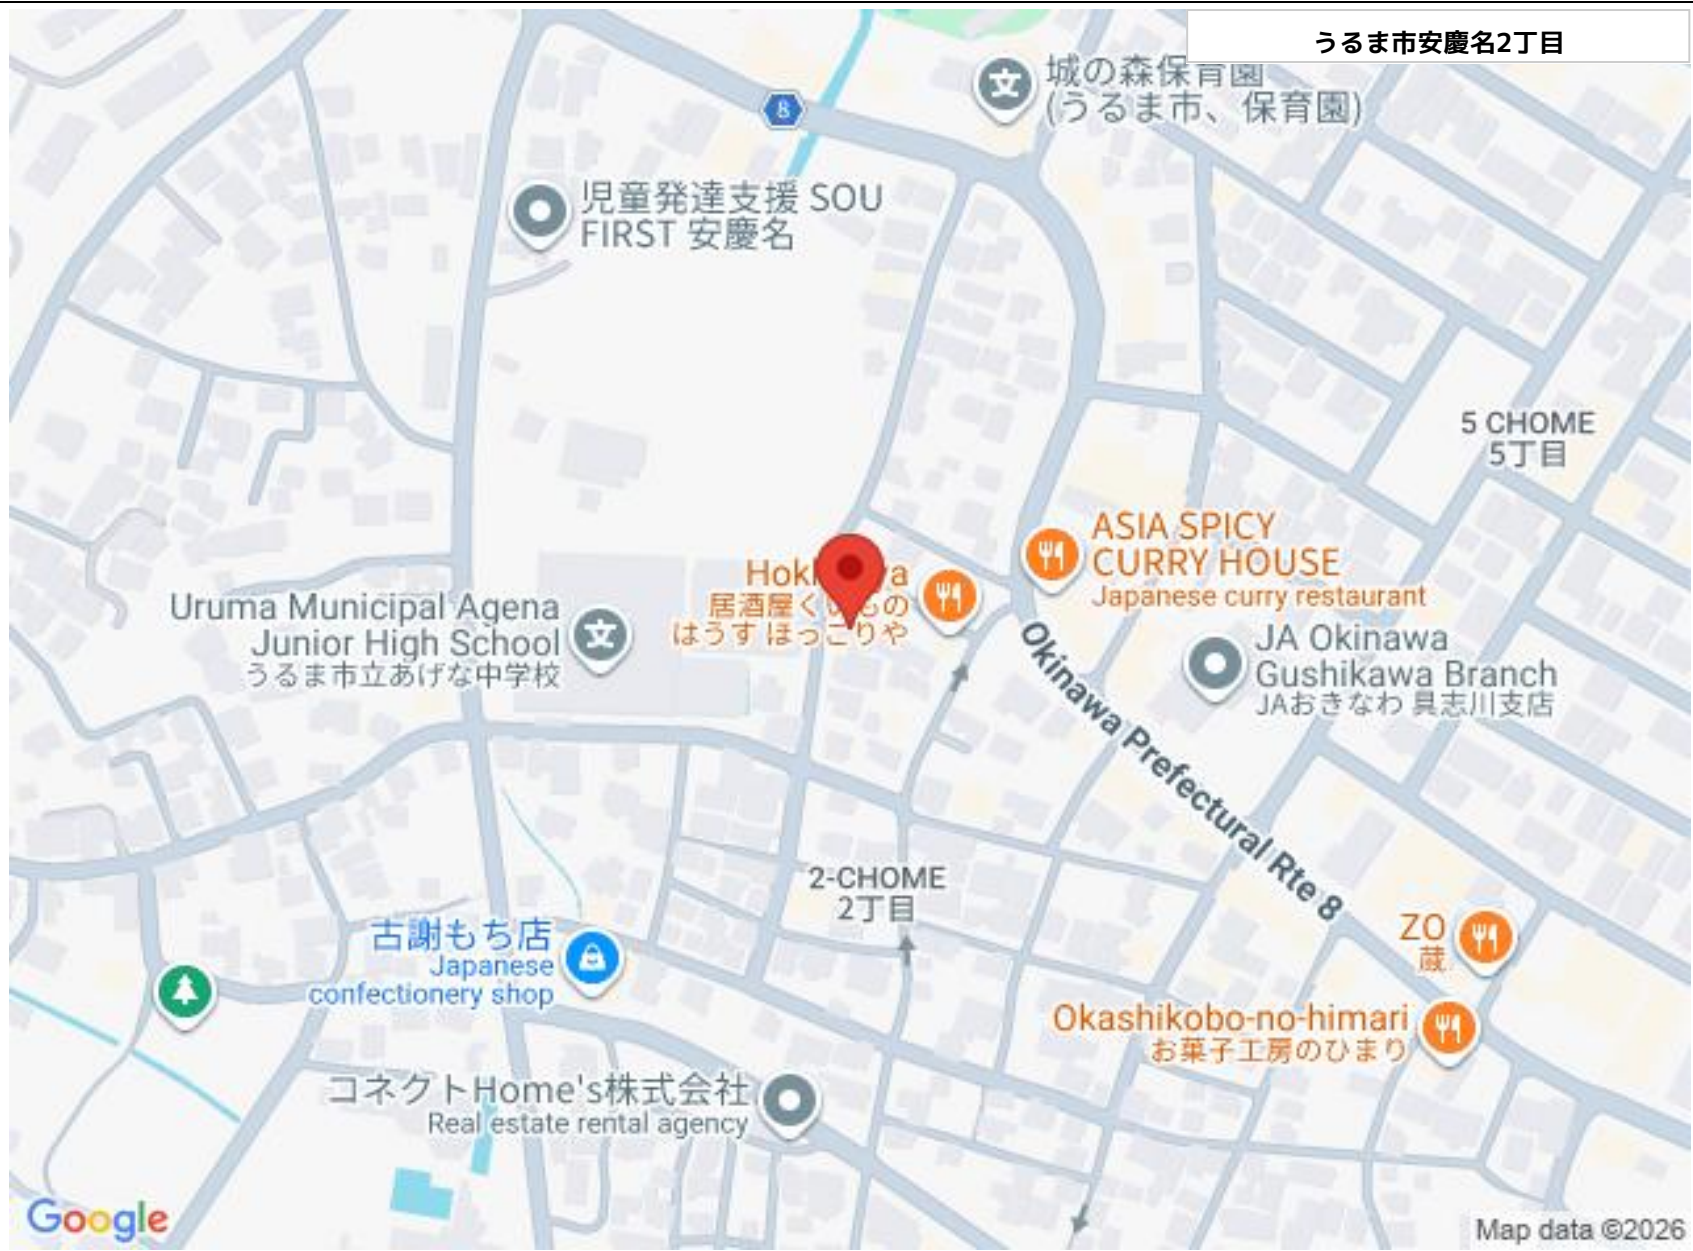 うるま市安慶名2丁目
城の森保育園
(うるま市、保育園)
8
児童発達支援 SOU
FIRST 安慶名
5 CHOME
5丁目
ASIA SPICY
CURRY HOUSE
Japanese curry restaurant
居酒屋く
はうす ほっこりや
Uruma Municipal Agena
Junior High School
うるま市立あげな中学校
JA Okinawa
Gushikawa Branch
JAおきなわ 具志川支店
Okinawa Prefectural Rte 8
2-CHOME
2丁目
古謝もち店
Japanese
confectionery shop
ZO
蔵
Okashikobo-no-himari
お菓子工房のひまり
コネクトHome's株式会社
Real estate rental agency
Google
Map data ©2026